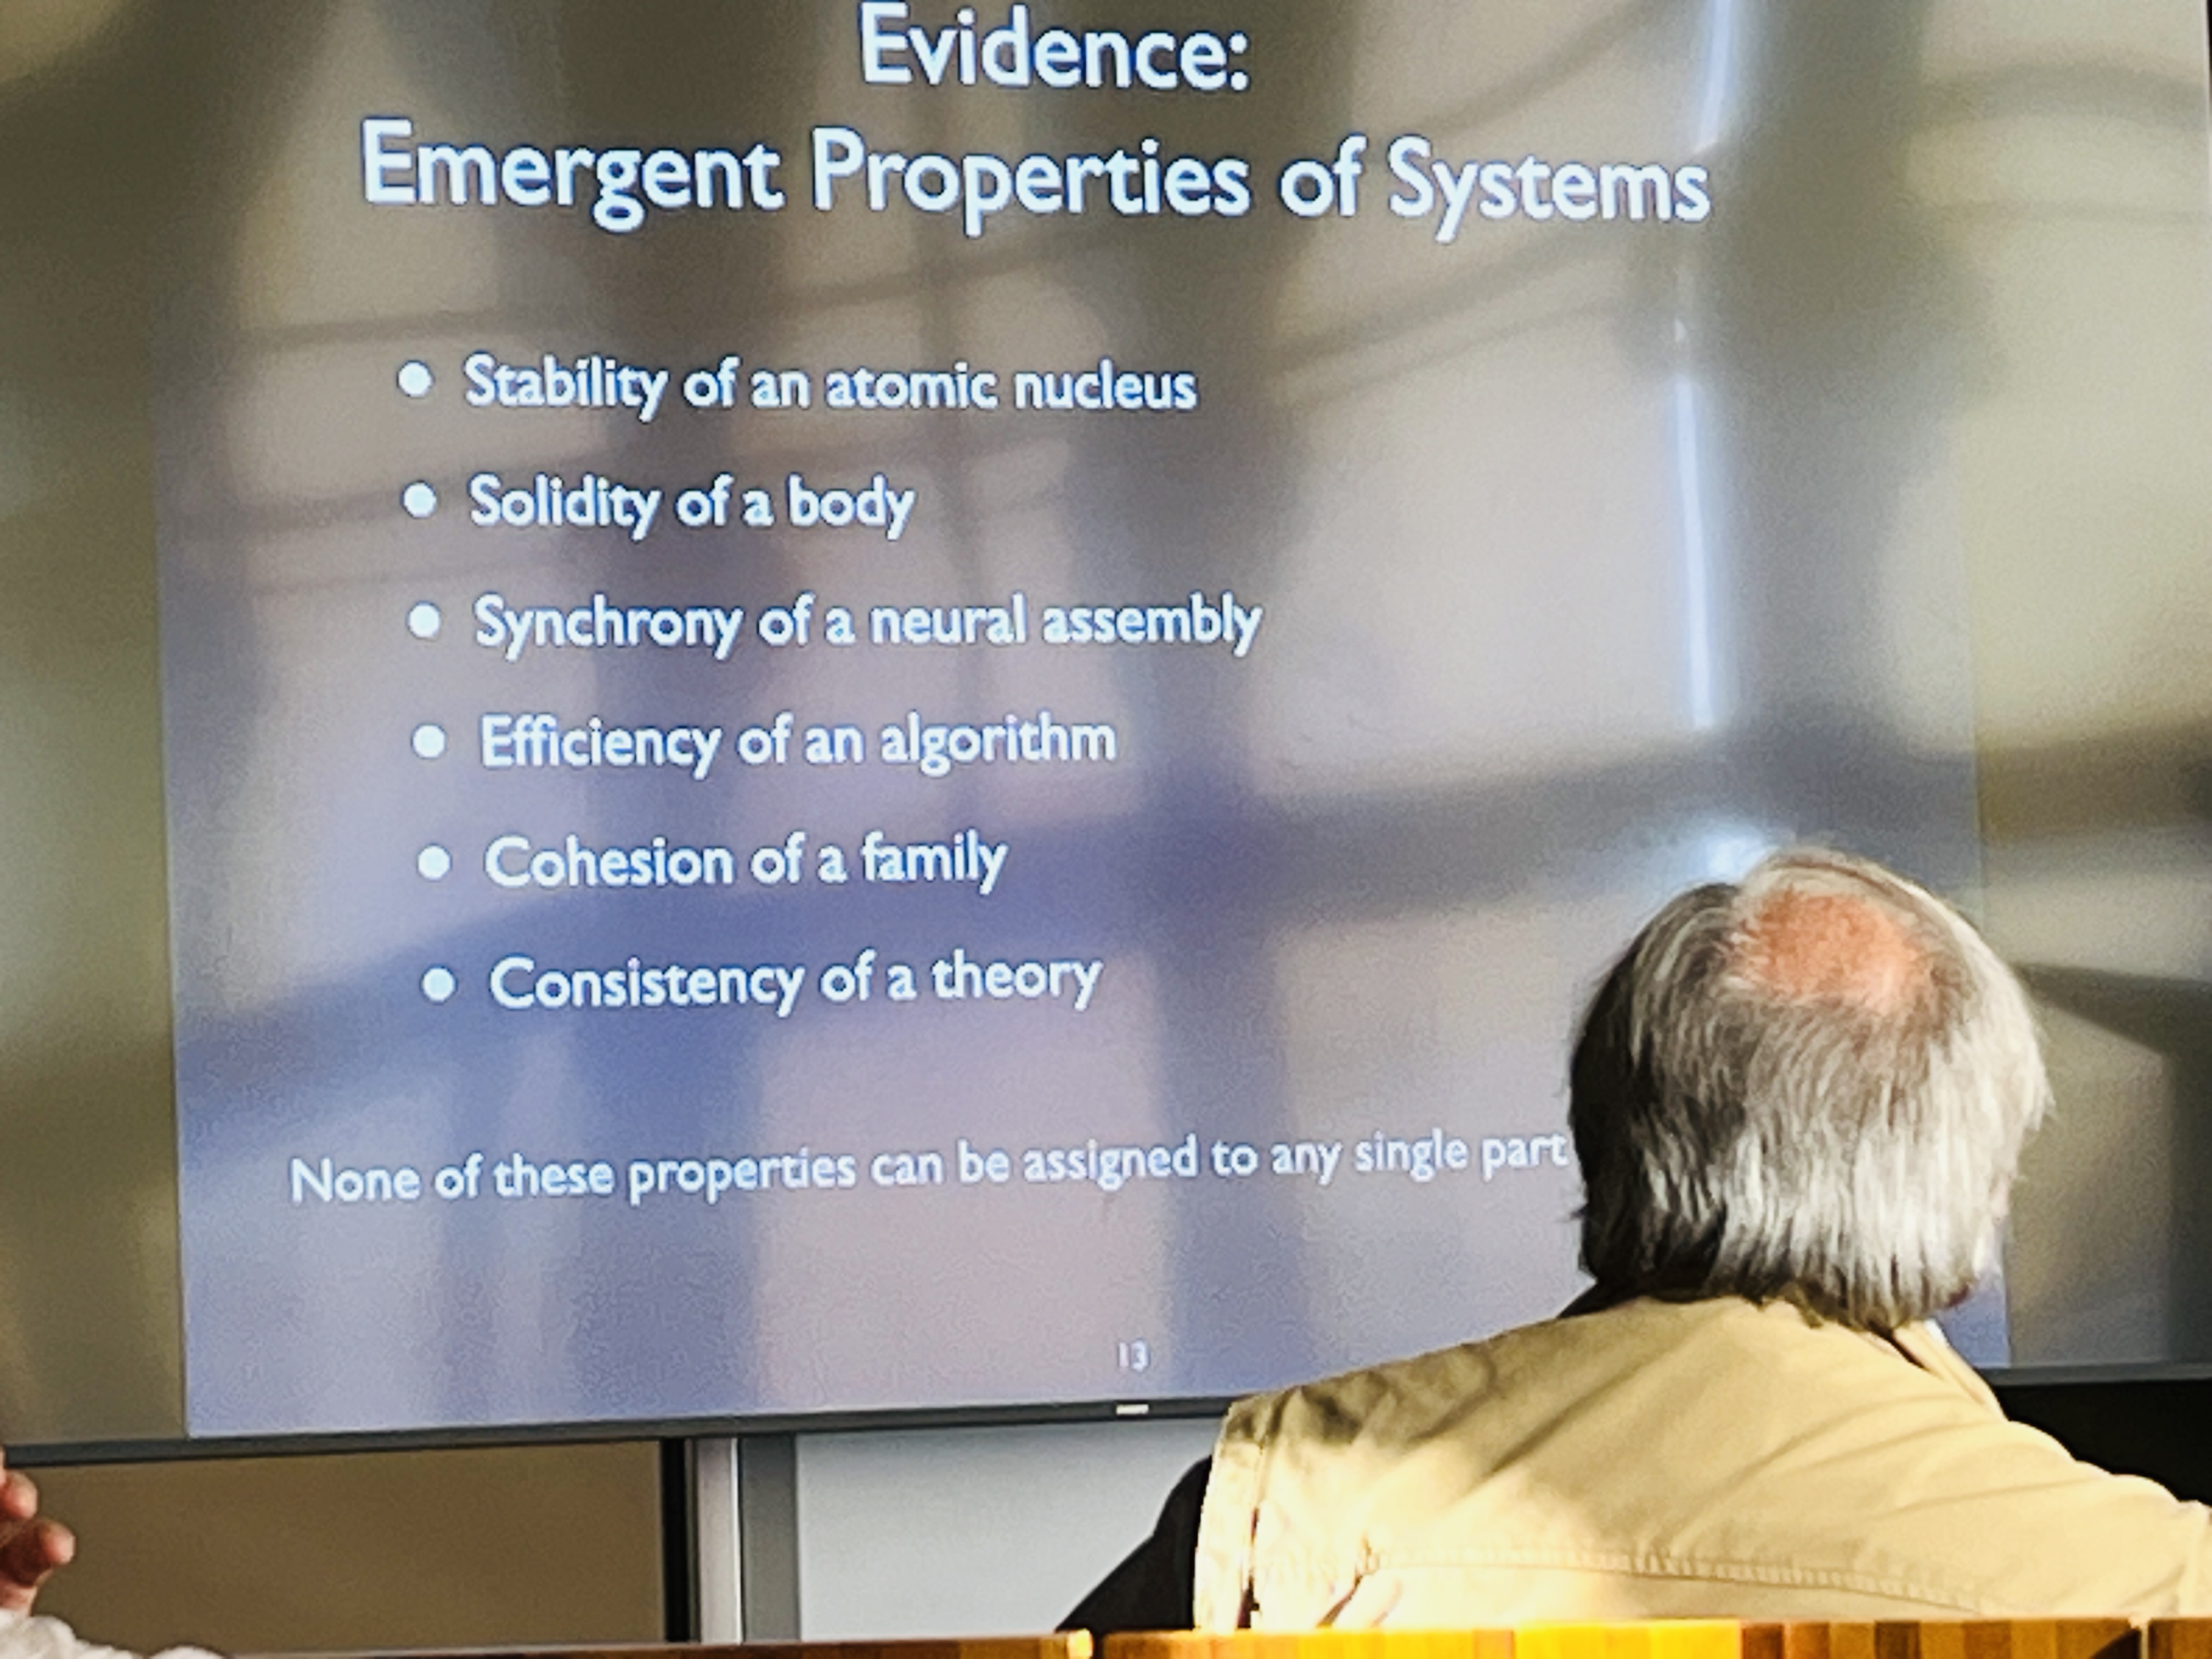 Evidence:
Emergent Properties of Systems
• Stability of an atomic nucleus
• Solidity of a body
• Synchrony of a neural assembly
• Efficiency of an algorithm
• Cohesion of a family
• Consistency of a theory
None of these properties can be assigned to any single part
13